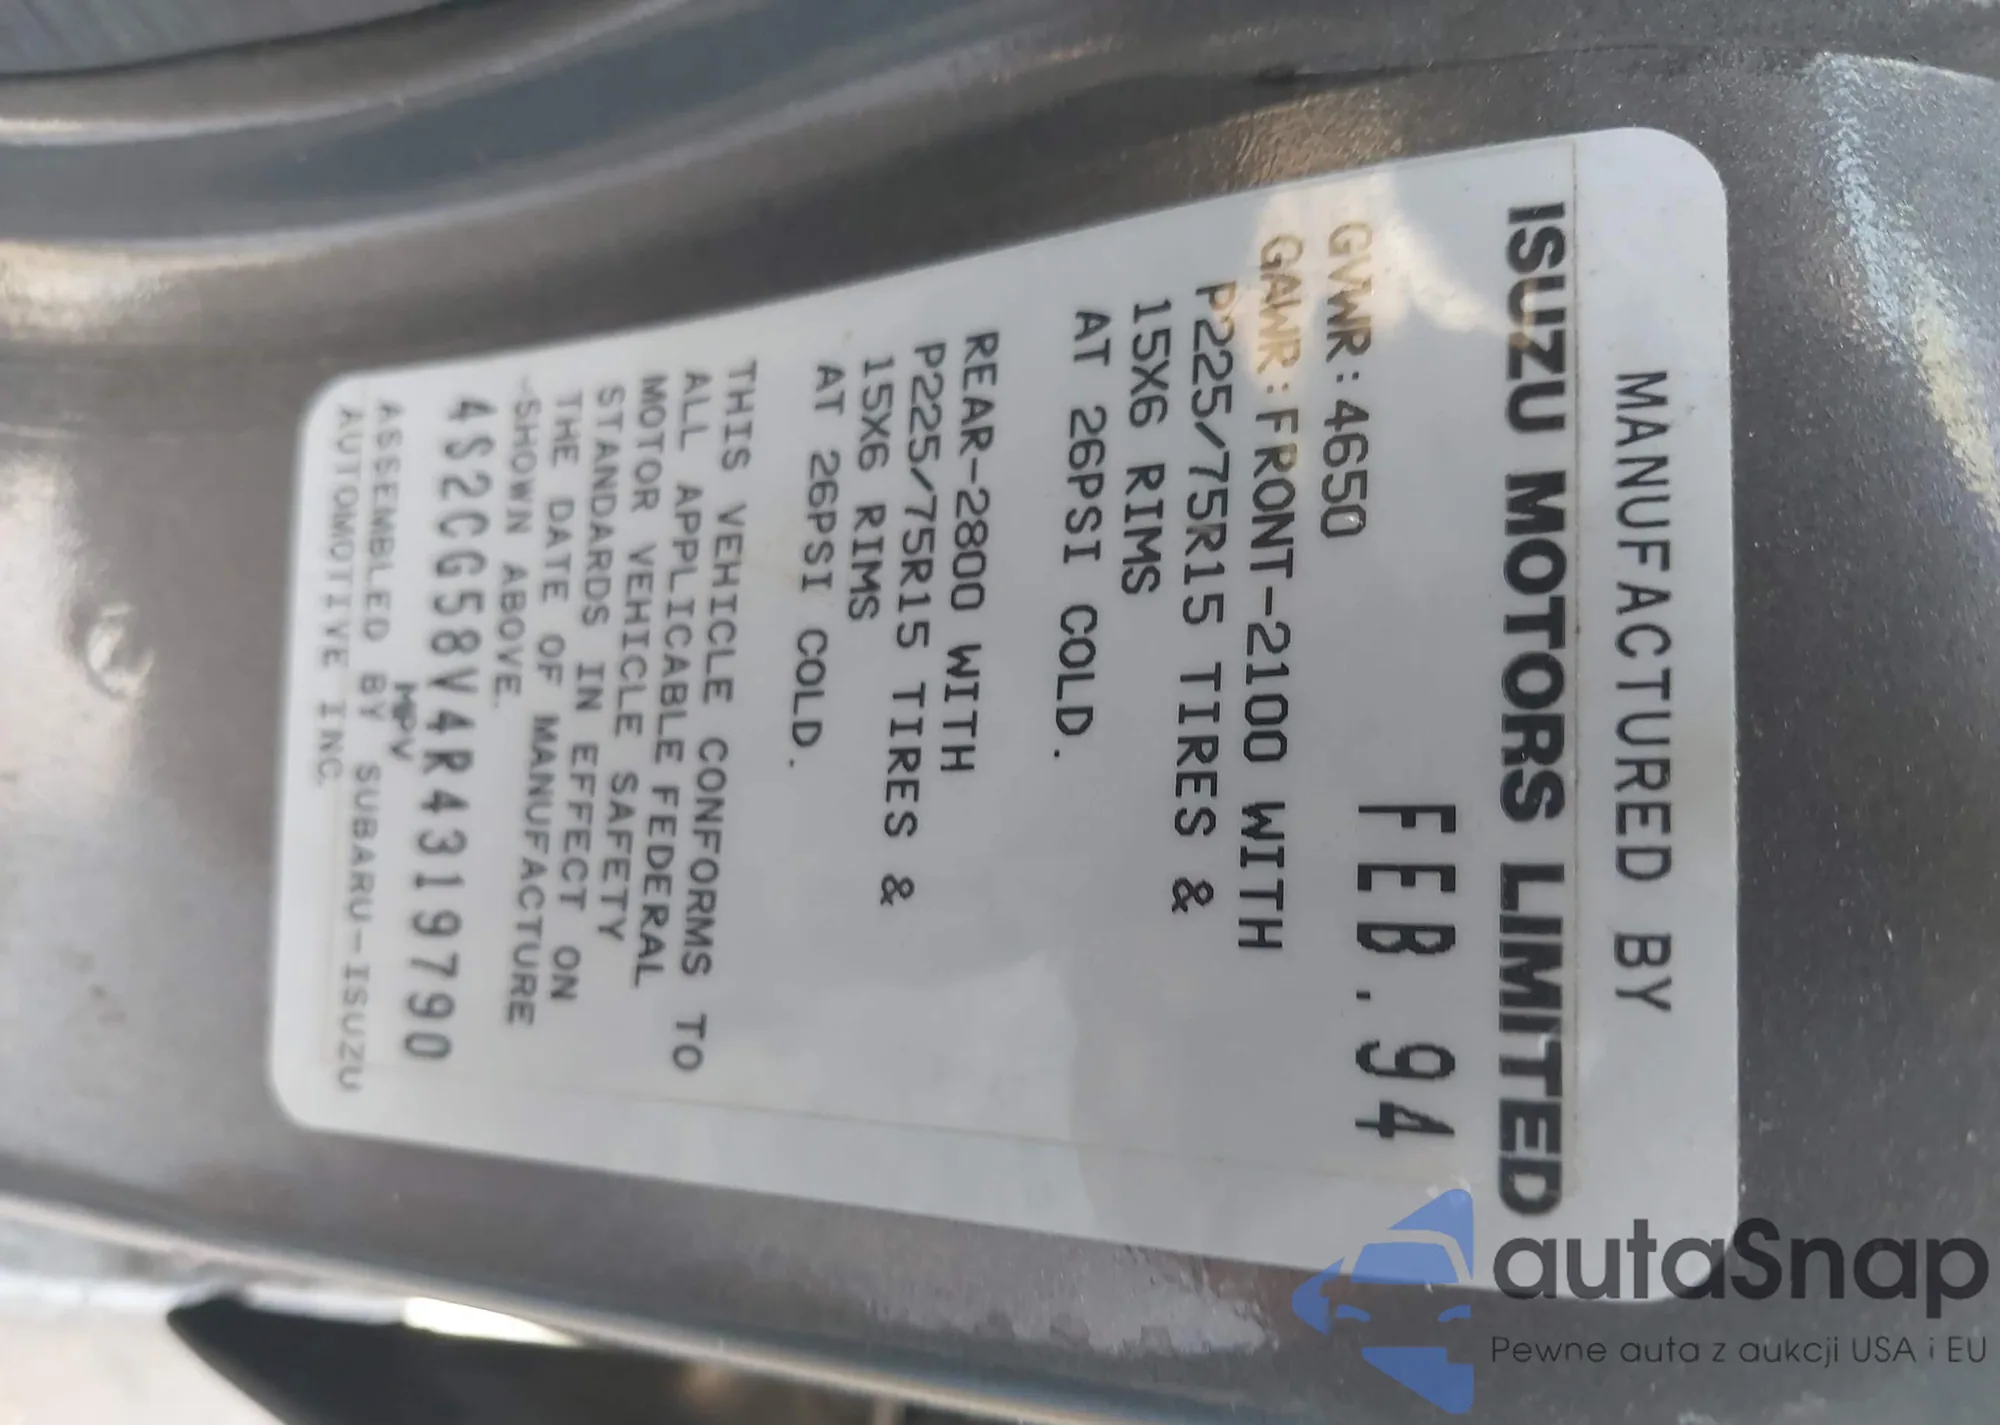 MANUFACTURED BY
ISUZU MOTORS LIMITED
FEB.94
GVWR:4650
GAWR:FRONT-2100 WITH
P225/75R15 TIRES &
15X6 RIMS
AT 26PSI COLD.
REAR-2800 WITH
P225/75R15 TIRES &
15X6 RIMS
AT 26PSI COLD.
THIS VEHICLE CONFORMS TO
ALL APPLICABLE FEDERAL
MOTOR VEHICLE SAFETY
STANDARDS IN EFFECT ON
THE DATE OF MANUFACTURE
SHOWN ABOVE.
4S2CG58V4R4319790
MPV
ASSEMBLED BY SUBARU-ISUZU
AUTOMOTIVE INC.
autaSnap
Pewne auta z aukcji USA i EU